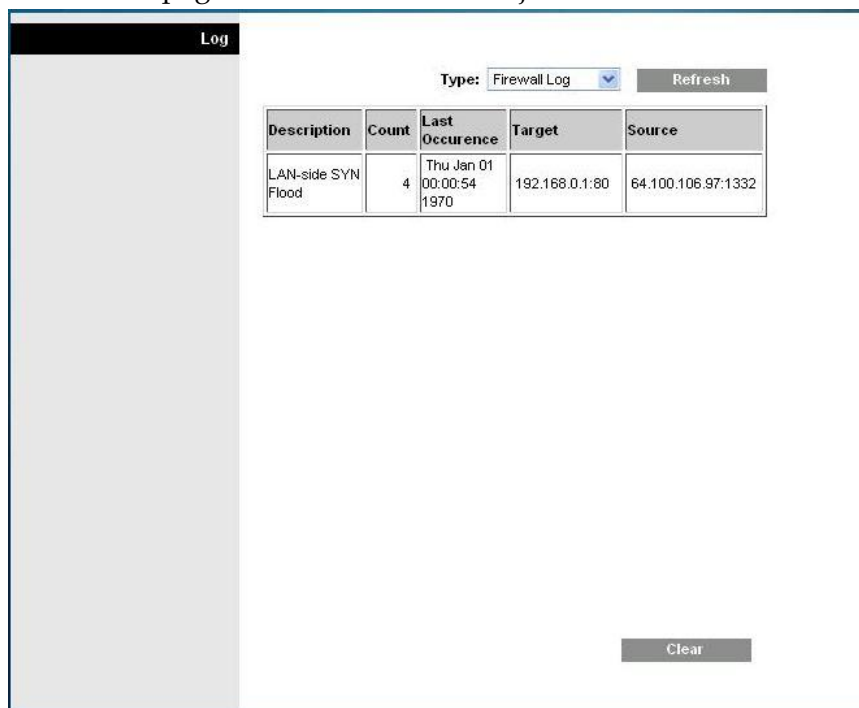 Log
Type: Firewall Log Refresh
Description Count Last Occurence Target Source
LAN-side SYN Flood 4 Thu Jan 01 00:00:54 1970 192.168.0.1:80 64.100.106.97:1332
Clear